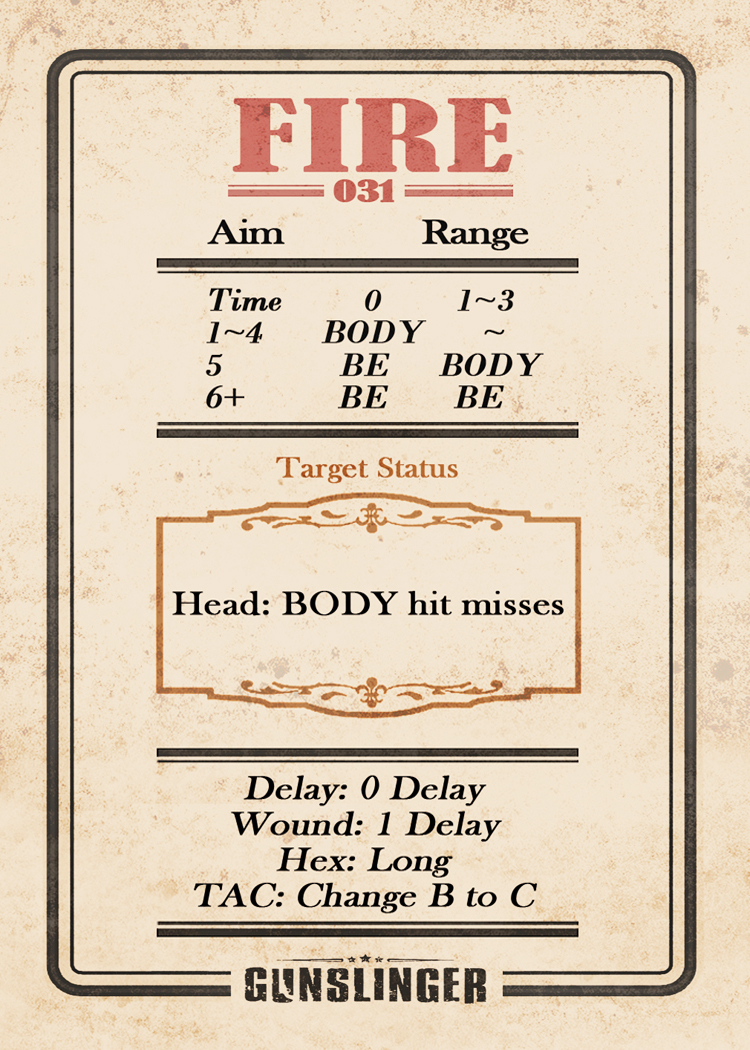 FIRE
031
Aim Range
Time 0 1~3
1~4 BODY ~
5 BE BODY
6+ BE BE
Target Status
Head: BODY hit misses
Delay: 0 Delay
Wound: 1 Delay
Hex: Long
TAC: Change B to C
GUNSLINGER